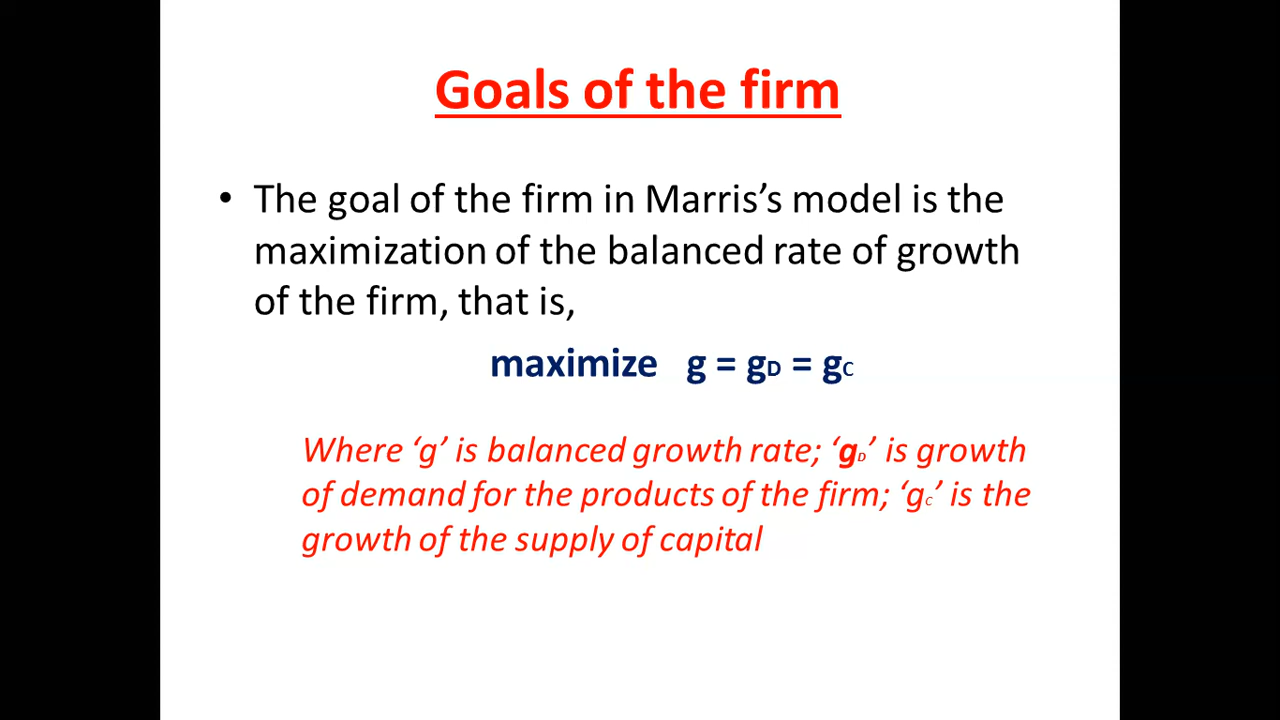 Goals of the firm
• The goal of the firm in Marris’s model is the
maximization of the balanced rate of growth
of the firm, that is,
maximize g = gD = gC
Where ‘g’ is balanced growth rate; ‘gD’ is growth
of demand for the products of the firm; ‘gC’ is the
growth of the supply of capital